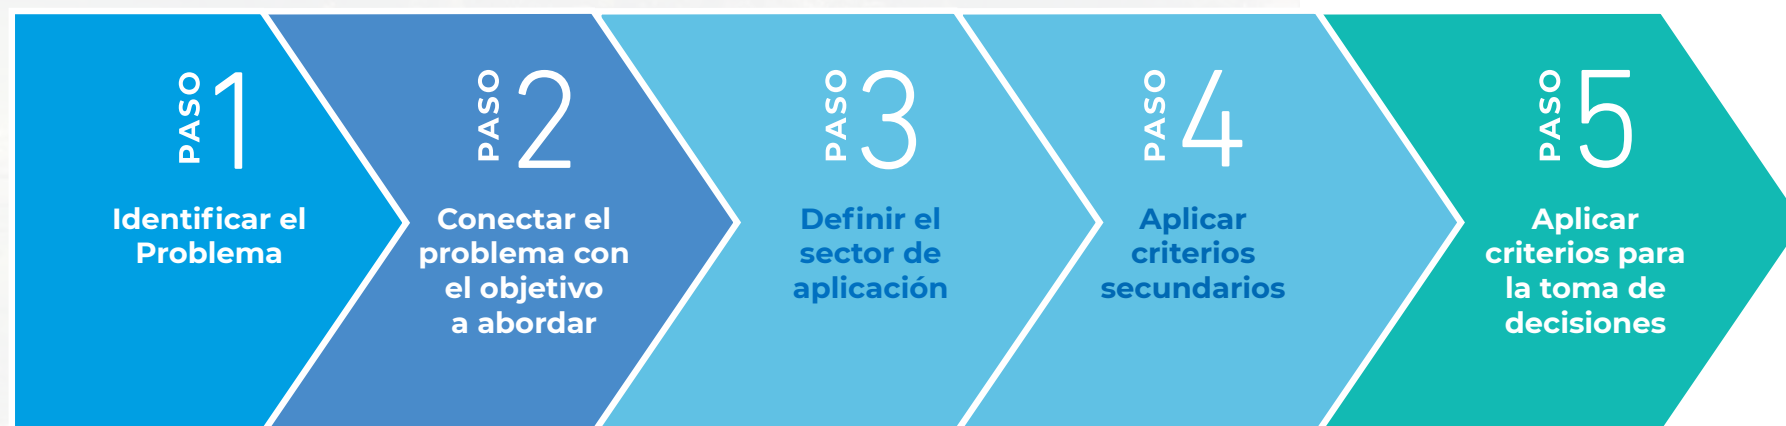 PASO 1
Identificar el
Problema
PASO 2
Conectar el
problema con
el objetivo
a abordar
PASO 3
Definir el
sector de
aplicación
PASO 4
Aplicar
criterios
secundarios
PASO 5
Aplicar
criterios para
la toma de
decisiones